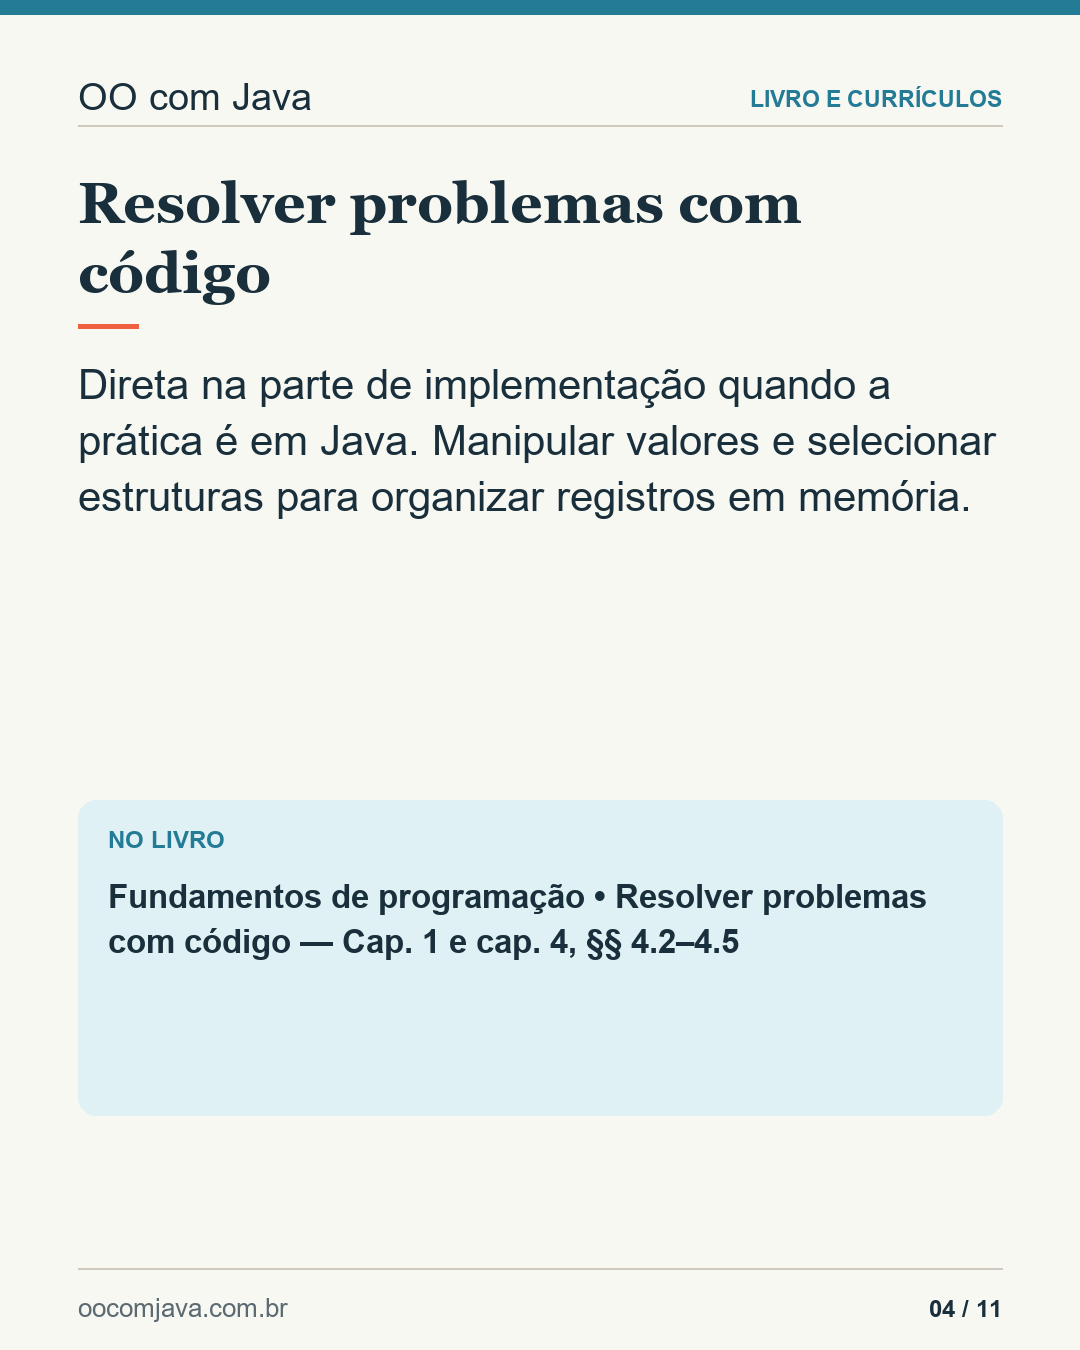 OO com Java
LIVRO E CURRÍCULOS
Resolver problemas com
código
Direta na parte de implementação quando a
prática é em Java. Manipular valores e selecionar
estruturas para organizar registros em memória.
NO LIVRO
Fundamentos de programação • Resolver problemas
com código — Cap. 1 e cap. 4, §§ 4.2–4.5
oocomjava.com.br
04 / 11